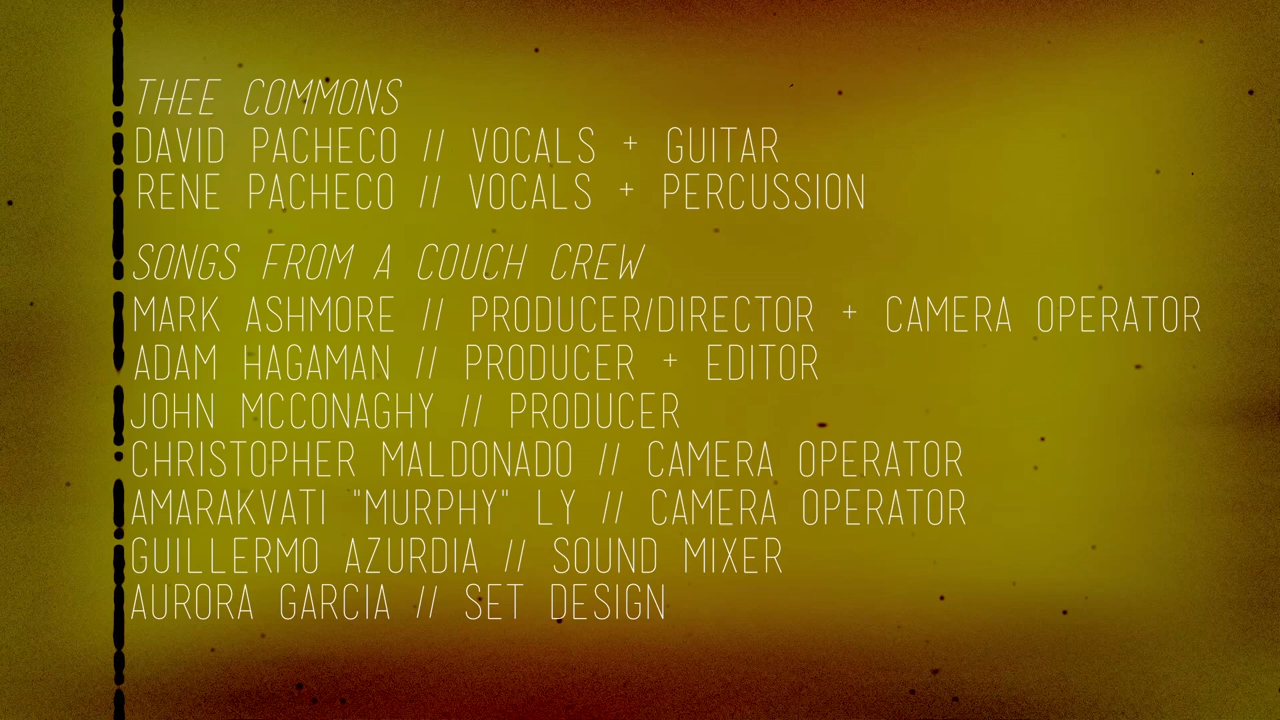 THEE COMMONS
DAVID PACHECO // VOCALS + GUITAR
RENE PACHECO // VOCALS + PERCUSSION
SONGS FROM A COUCH CREW
MARK ASHMORE // PRODUCER/DIRECTOR + CAMERA OPERATOR
ADAM HAGAMAN // PRODUCER + EDITOR
JOHN MCCONAGHY // PRODUCER
CHRISTOPHER MALDONADO // CAMERA OPERATOR
AMARAKVATI "MURPHY" LY // CAMERA OPERATOR
GUILLERMO AZURDIA // SOUND MIXER
AURORA GARCIA // SET DESIGN